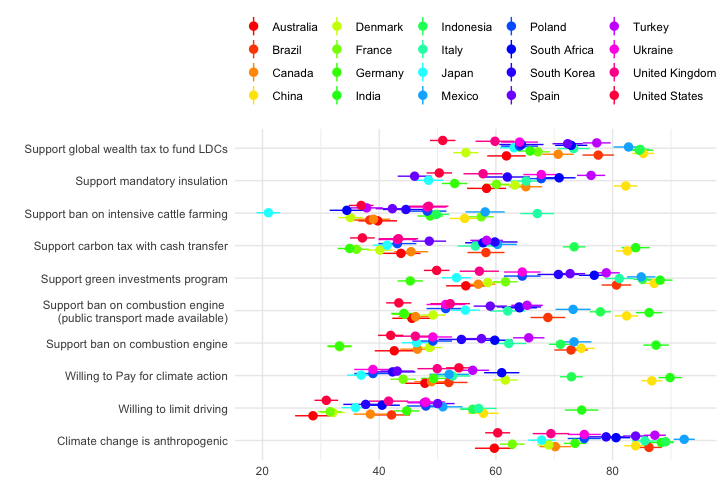 Australia Denmark Indonesia Poland Turkey
Brazil France Italy South Africa Ukraine
Canada Germany Japan South Korea United Kingdom
China India Mexico Spain United States
Support global wealth tax to fund LDCs
Support mandatory insulation
Support ban on intensive cattle farming
Support carbon tax with cash transfer
Support green investments program
Support ban on combustion engine
(public transport made available)
Support ban on combustion engine
Willing to Pay for climate action
Willing to limit driving
Climate change is anthropogenic
20 40 60 80